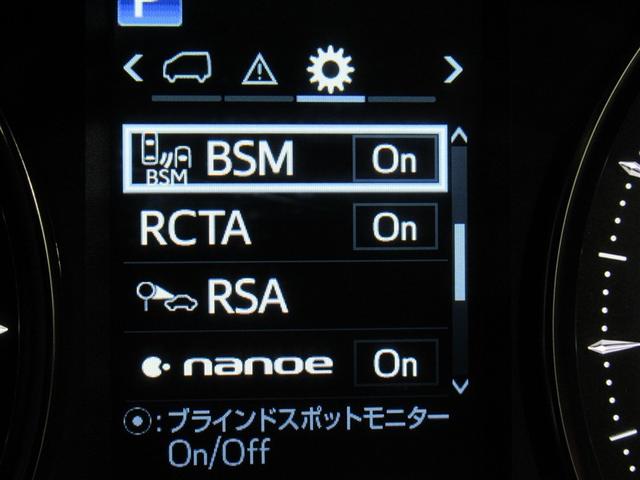 P
BSM BSM On
RCTA On
RSA
nanoe On
:ブラインドスポットモニター
On/Off